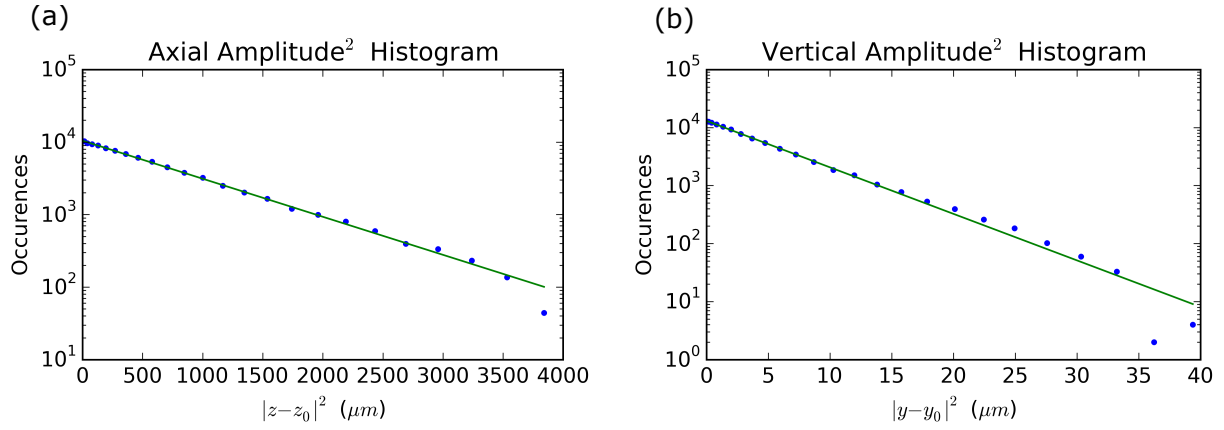 (a)
Axial Amplitude² Histogram
10⁵
10⁴
10³
10²
10¹
Occurences
0 500 1000 1500 2000 2500 3000 3500 4000
|z−z₀|² (μm)
(b)
Vertical Amplitude² Histogram
10⁵
10⁴
10³
10²
10¹
10⁰
Occurences
0 5 10 15 20 25 30 35 40
|y−y₀|² (μm)